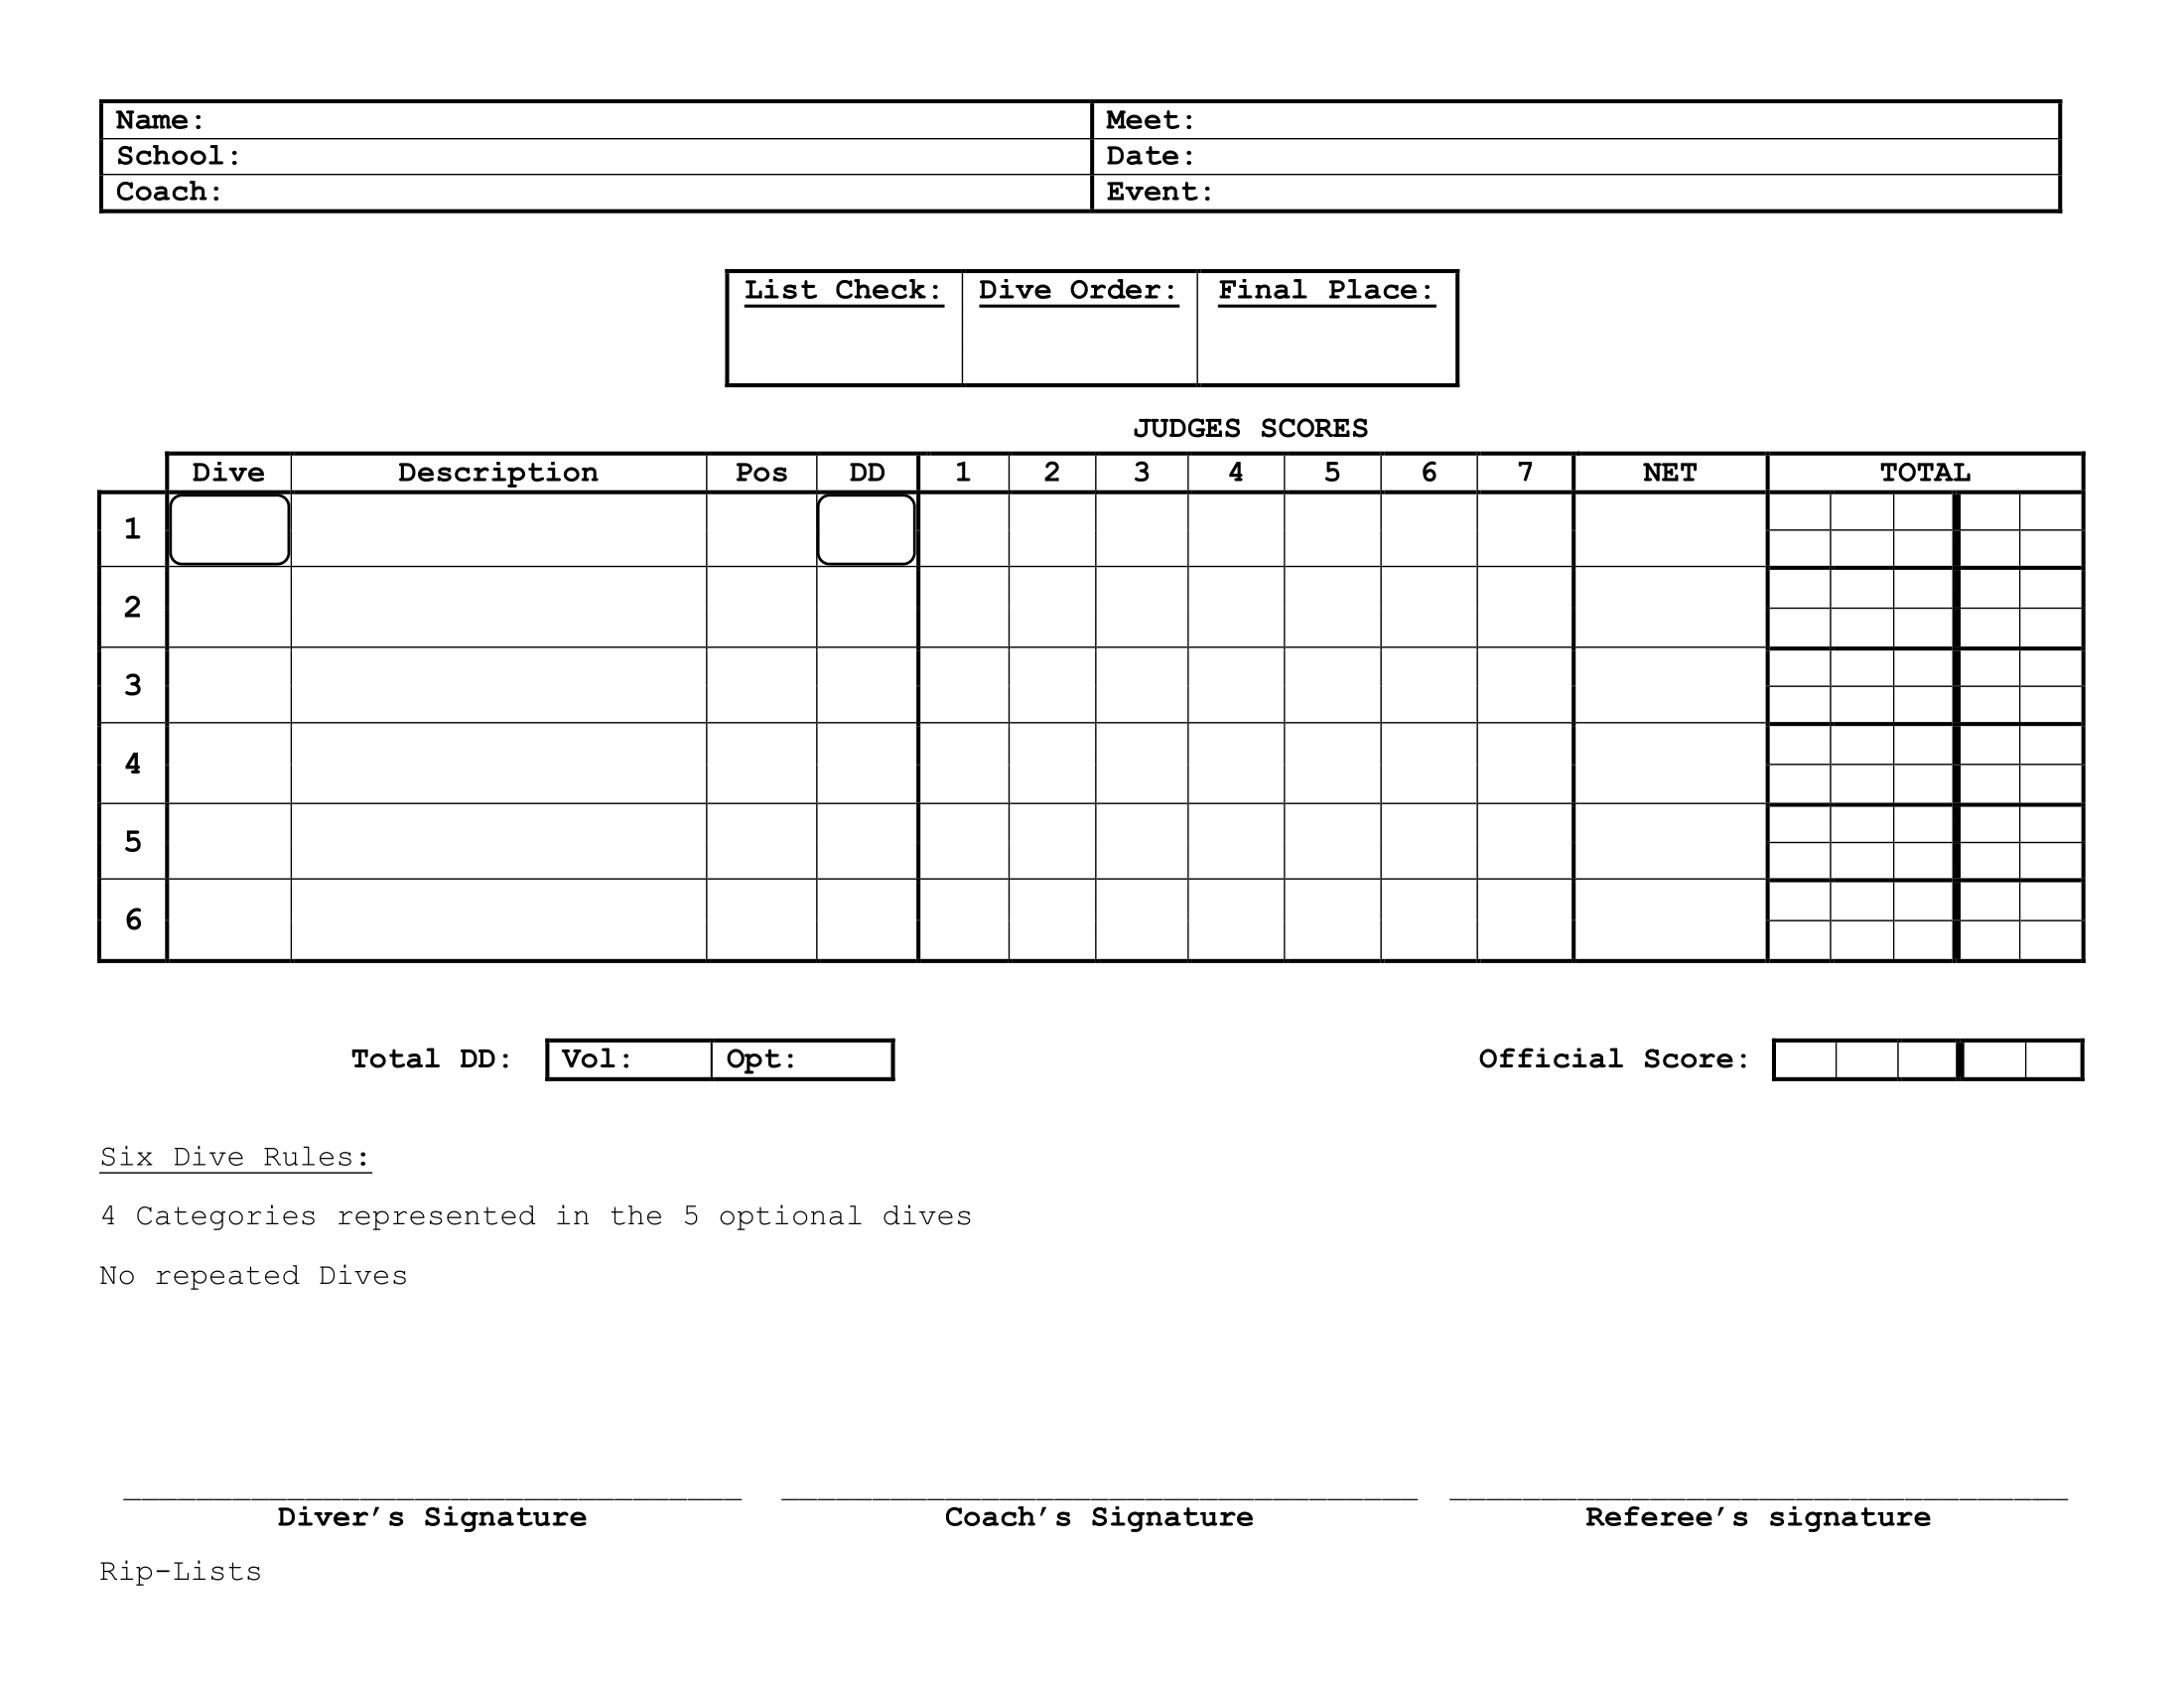 Name: Meet:
School: Date:
Coach: Event:
List Check: Dive Order: Final Place:
JUDGES SCORES
Dive Description Pos DD 1 2 3 4 5 6 7 NET TOTAL
1
2
3
4
5
6
Total DD: Vol: Opt: Official Score:
Six Dive Rules:
4 Categories represented in the 5 optional dives
No repeated Dives
Diver’s Signature Coach’s Signature Referee’s signature
Rip-Lists